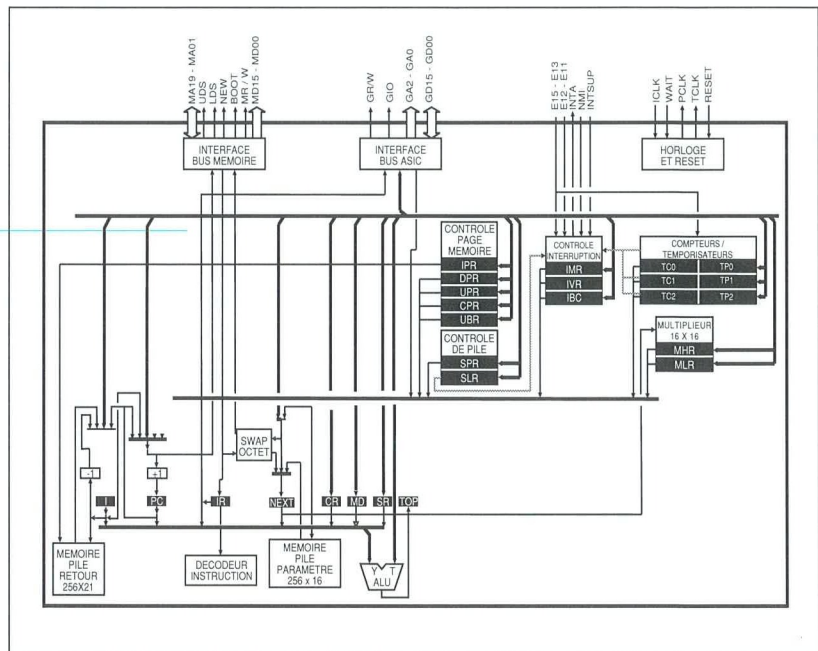 MA19 - MA01
UDS
LDS
NEW
BOOT
MR / W
MD15 - MD00
GR/W
GIO
GA2 - GA0
GD15 - GD00
E15 - E13
E12 - E11
INTA
NMI
INTSUP
ICLK
WAIT
PCLK
TCLK
RESET
INTERFACE
BUS MEMOIRE
INTERFACE
BUS ASIC
HORLOGE
ET RESET
CONTROLE
PAGE
MEMOIRE
IPR
DPR
UPR
CPR
UBR
CONTROLE
INTERRUPTION
IMR
IVR
IBC
COMPTEURS /
TEMPORISATEURS
TC0 TP0
TC1 TP1
TC2 TP2
CONTROLE
DE PILE
SPR
SLR
MULTIPLIEUR
16 X 16
MHR
MLR
SWAP
OCTET
-1
+1
I
PC
IR
NEXT
CR
MD
SR
TOP
MEMOIRE
PILE
RETOUR
256X21
DECODEUR
INSTRUCTION
MEMOIRE
PILE
PARAMETRE
256 x 16
Y T
ALU